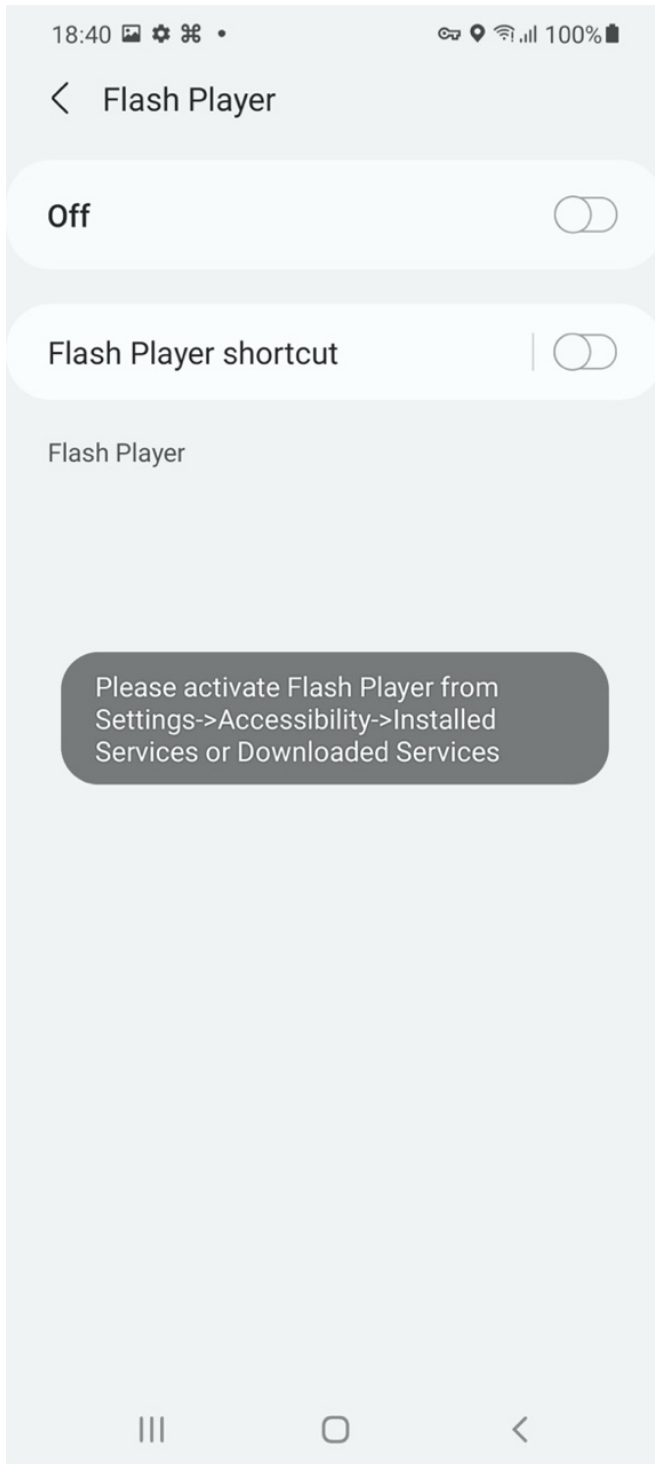 18:40 100%
Flash Player
Off
Flash Player shortcut
Flash Player
Please activate Flash Player from
Settings->Accessibility->Installed
Services or Downloaded Services